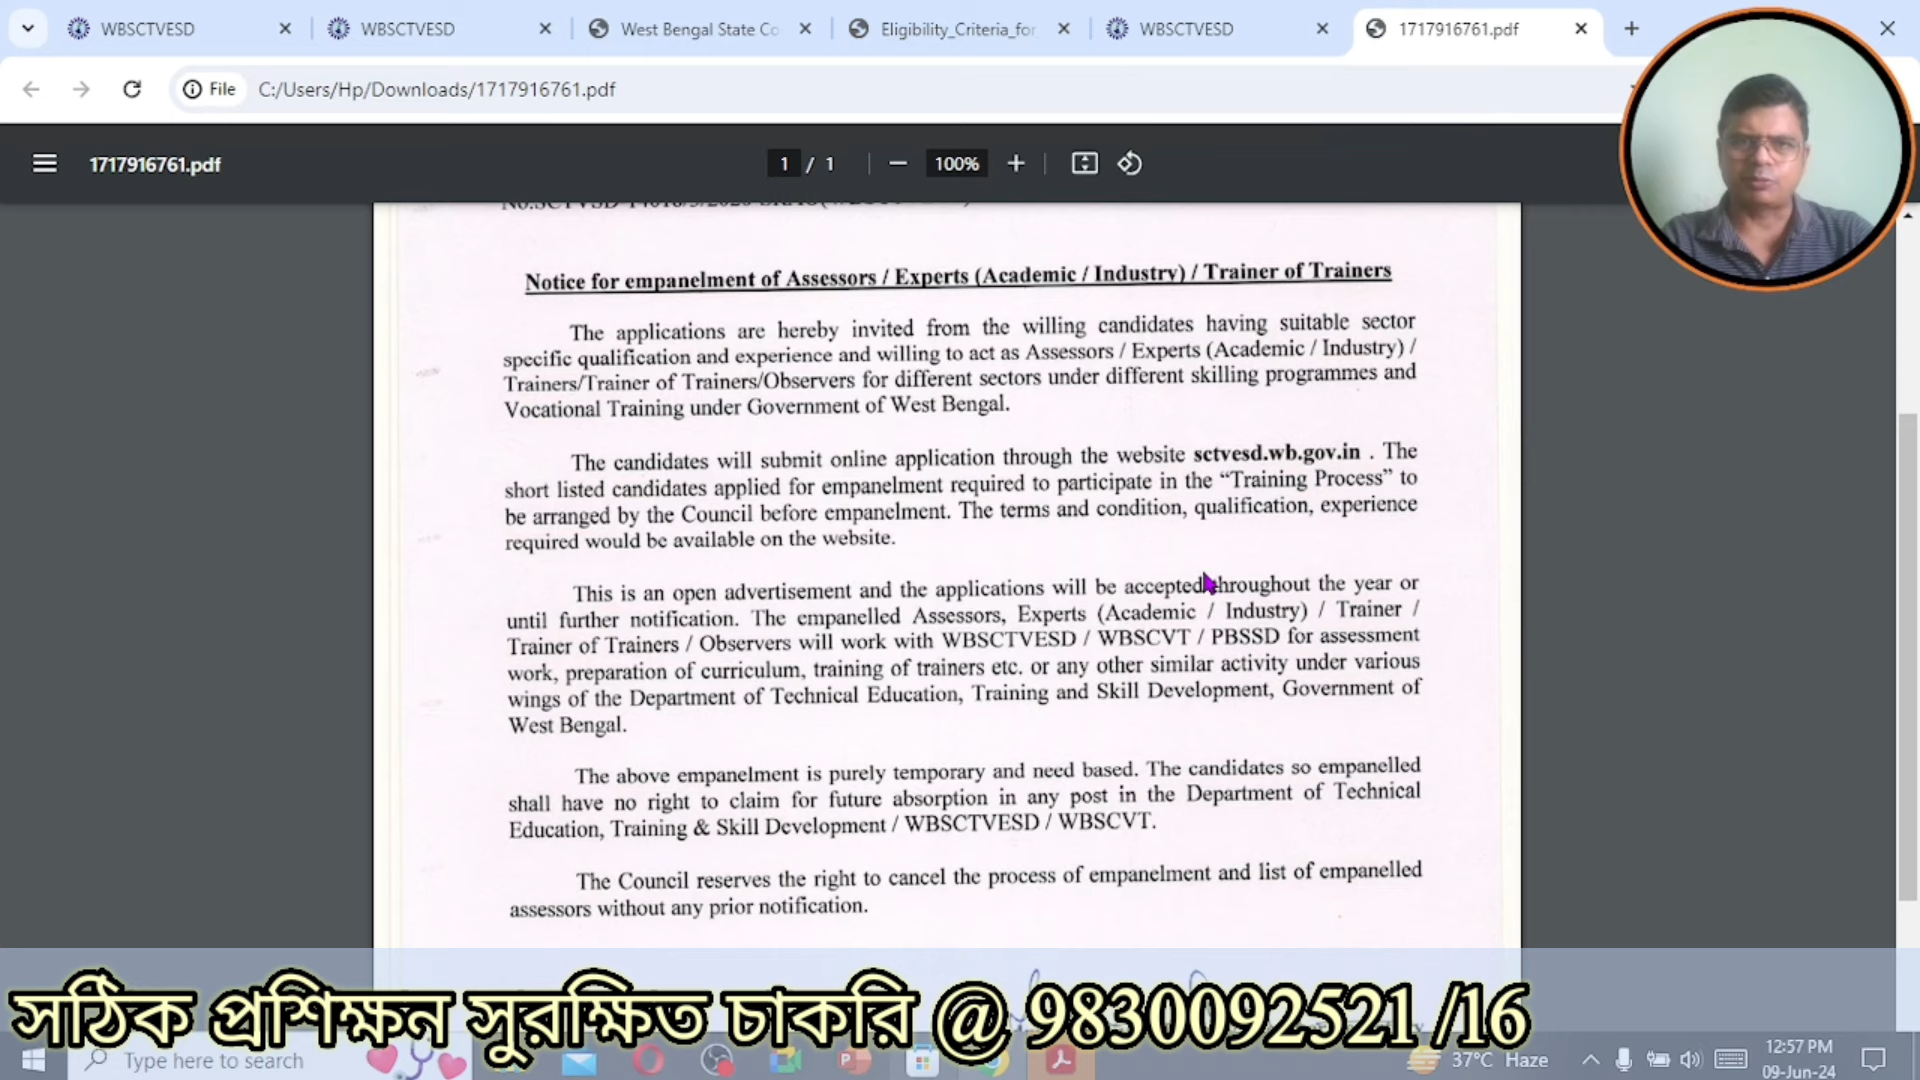 WBSCTVESD
WBSCTVESD
West Bengal State Co
Eligibility_Criteria_for
WBSCTVESD
1717916761.pdf
File
C:/Users/Hp/Downloads/1717916761.pdf
1717916761.pdf
1 / 1
100%
Notice for empanelment of Assessors / Experts (Academic / Industry) / Trainer of Trainers
The applications are hereby invited from the willing candidates having suitable sector
specific qualification and experience and willing to act as Assessors / Experts (Academic / Industry) /
Trainers/Trainer of Trainers/Observers for different sectors under different skilling programmes and
Vocational Training under Government of West Bengal.
The candidates will submit online application through the website sctvesd.wb.gov.in . The
short listed candidates applied for empanelment required to participate in the “Training Process” to
be arranged by the Council before empanelment. The terms and condition, qualification, experience
required would be available on the website.
This is an open advertisement and the applications will be accepted throughout the year or
until further notification. The empanelled Assessors, Experts (Academic / Industry) / Trainer /
Trainer of Trainers / Observers will work with WBSCTVESD / WBSCVT / PBSSD for assessment
work, preparation of curriculum, training of trainers etc. or any other similar activity under various
wings of the Department of Technical Education, Training and Skill Development, Government of
West Bengal.
The above empanelment is purely temporary and need based. The candidates so empanelled
shall have no right to claim for future absorption in any post in the Department of Technical
Education, Training & Skill Development / WBSCTVESD / WBSCVT.
The Council reserves the right to cancel the process of empanelment and list of empanelled
assessors without any prior notification.
সঠিক প্রশিক্ষন সুরক্ষিত চাকরি @ 9830092521 /16
Type here to search
37°C Haze
12:57 PM
09-Jun-24